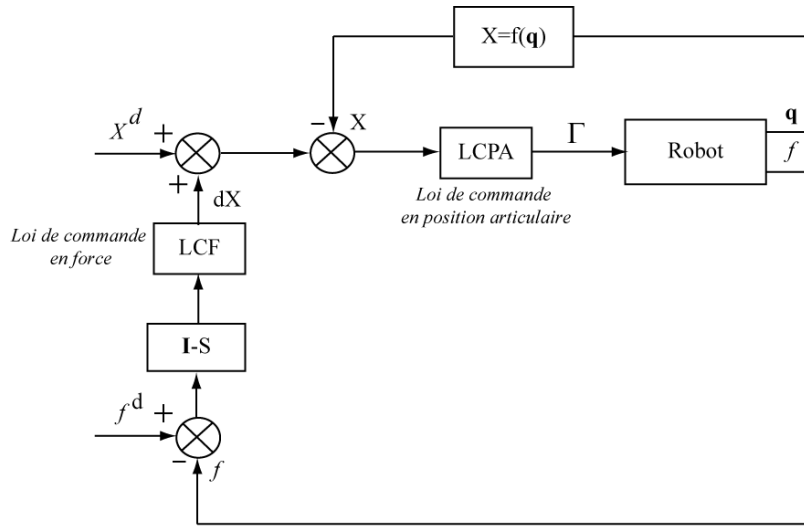 X=f(q)
−
X^d
+
X
+
dX
LCPA
Γ
Robot
q
f
Loi de commande
en position articulaire
Loi de commande
en force
LCF
I-S
f^d
+
−
f